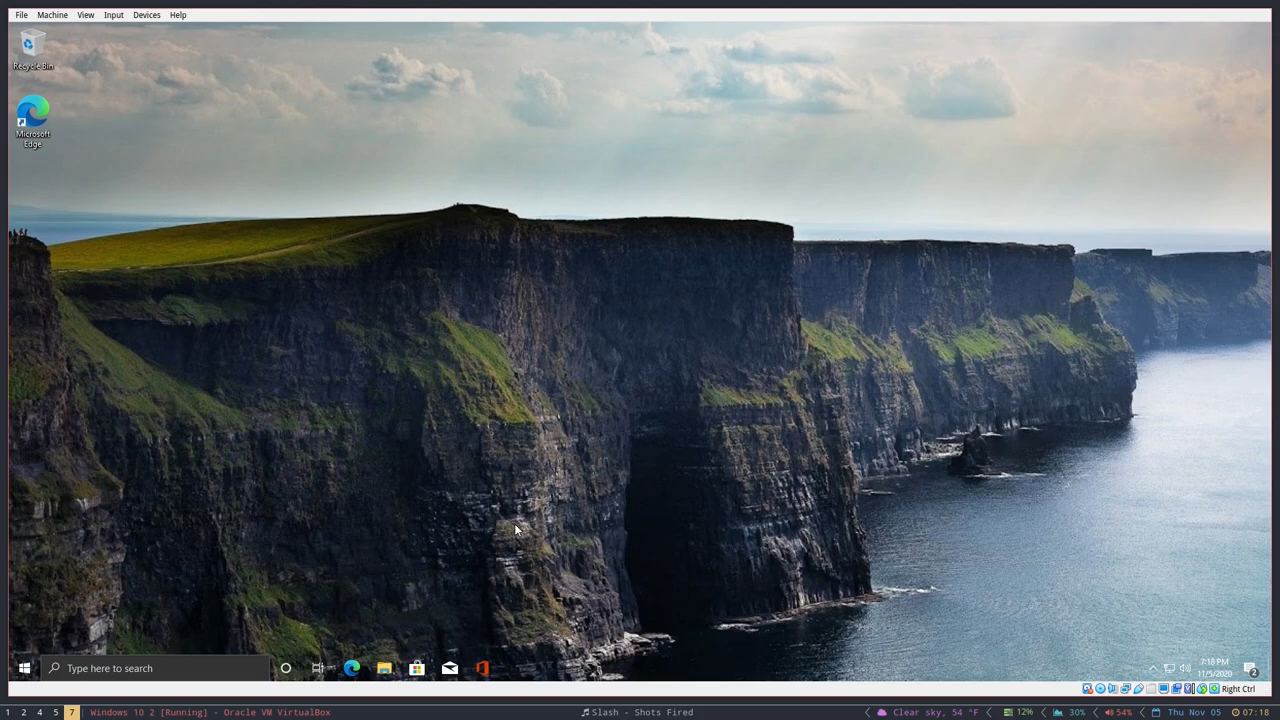 File Machine View Input Devices Help
Recycle Bin
Microsoft
Edge
Type here to search
7:18 PM
11/5/2020
2
Right Ctrl
1 2 4 5 7 Windows 10 2 [Running] - Oracle VM VirtualBox
Slash - Shots Fired
Clear sky, 54 °F 12% 30% 54% Thu Nov 05 07:18